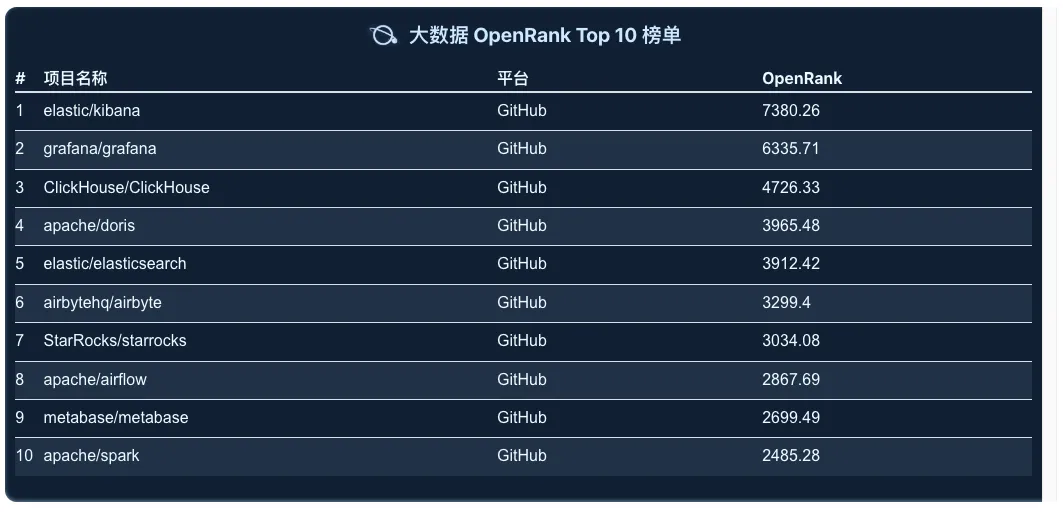 大数据 OpenRank Top 10 榜单
# 项目名称 平台 OpenRank
1 elastic/kibana GitHub 7380.26
2 grafana/grafana GitHub 6335.71
3 ClickHouse/ClickHouse GitHub 4726.33
4 apache/doris GitHub 3965.48
5 elastic/elasticsearch GitHub 3912.42
6 airbytehq/airbyte GitHub 3299.4
7 StarRocks/starrocks GitHub 3034.08
8 apache/airflow GitHub 2867.69
9 metabase/metabase GitHub 2699.49
10 apache/spark GitHub 2485.28